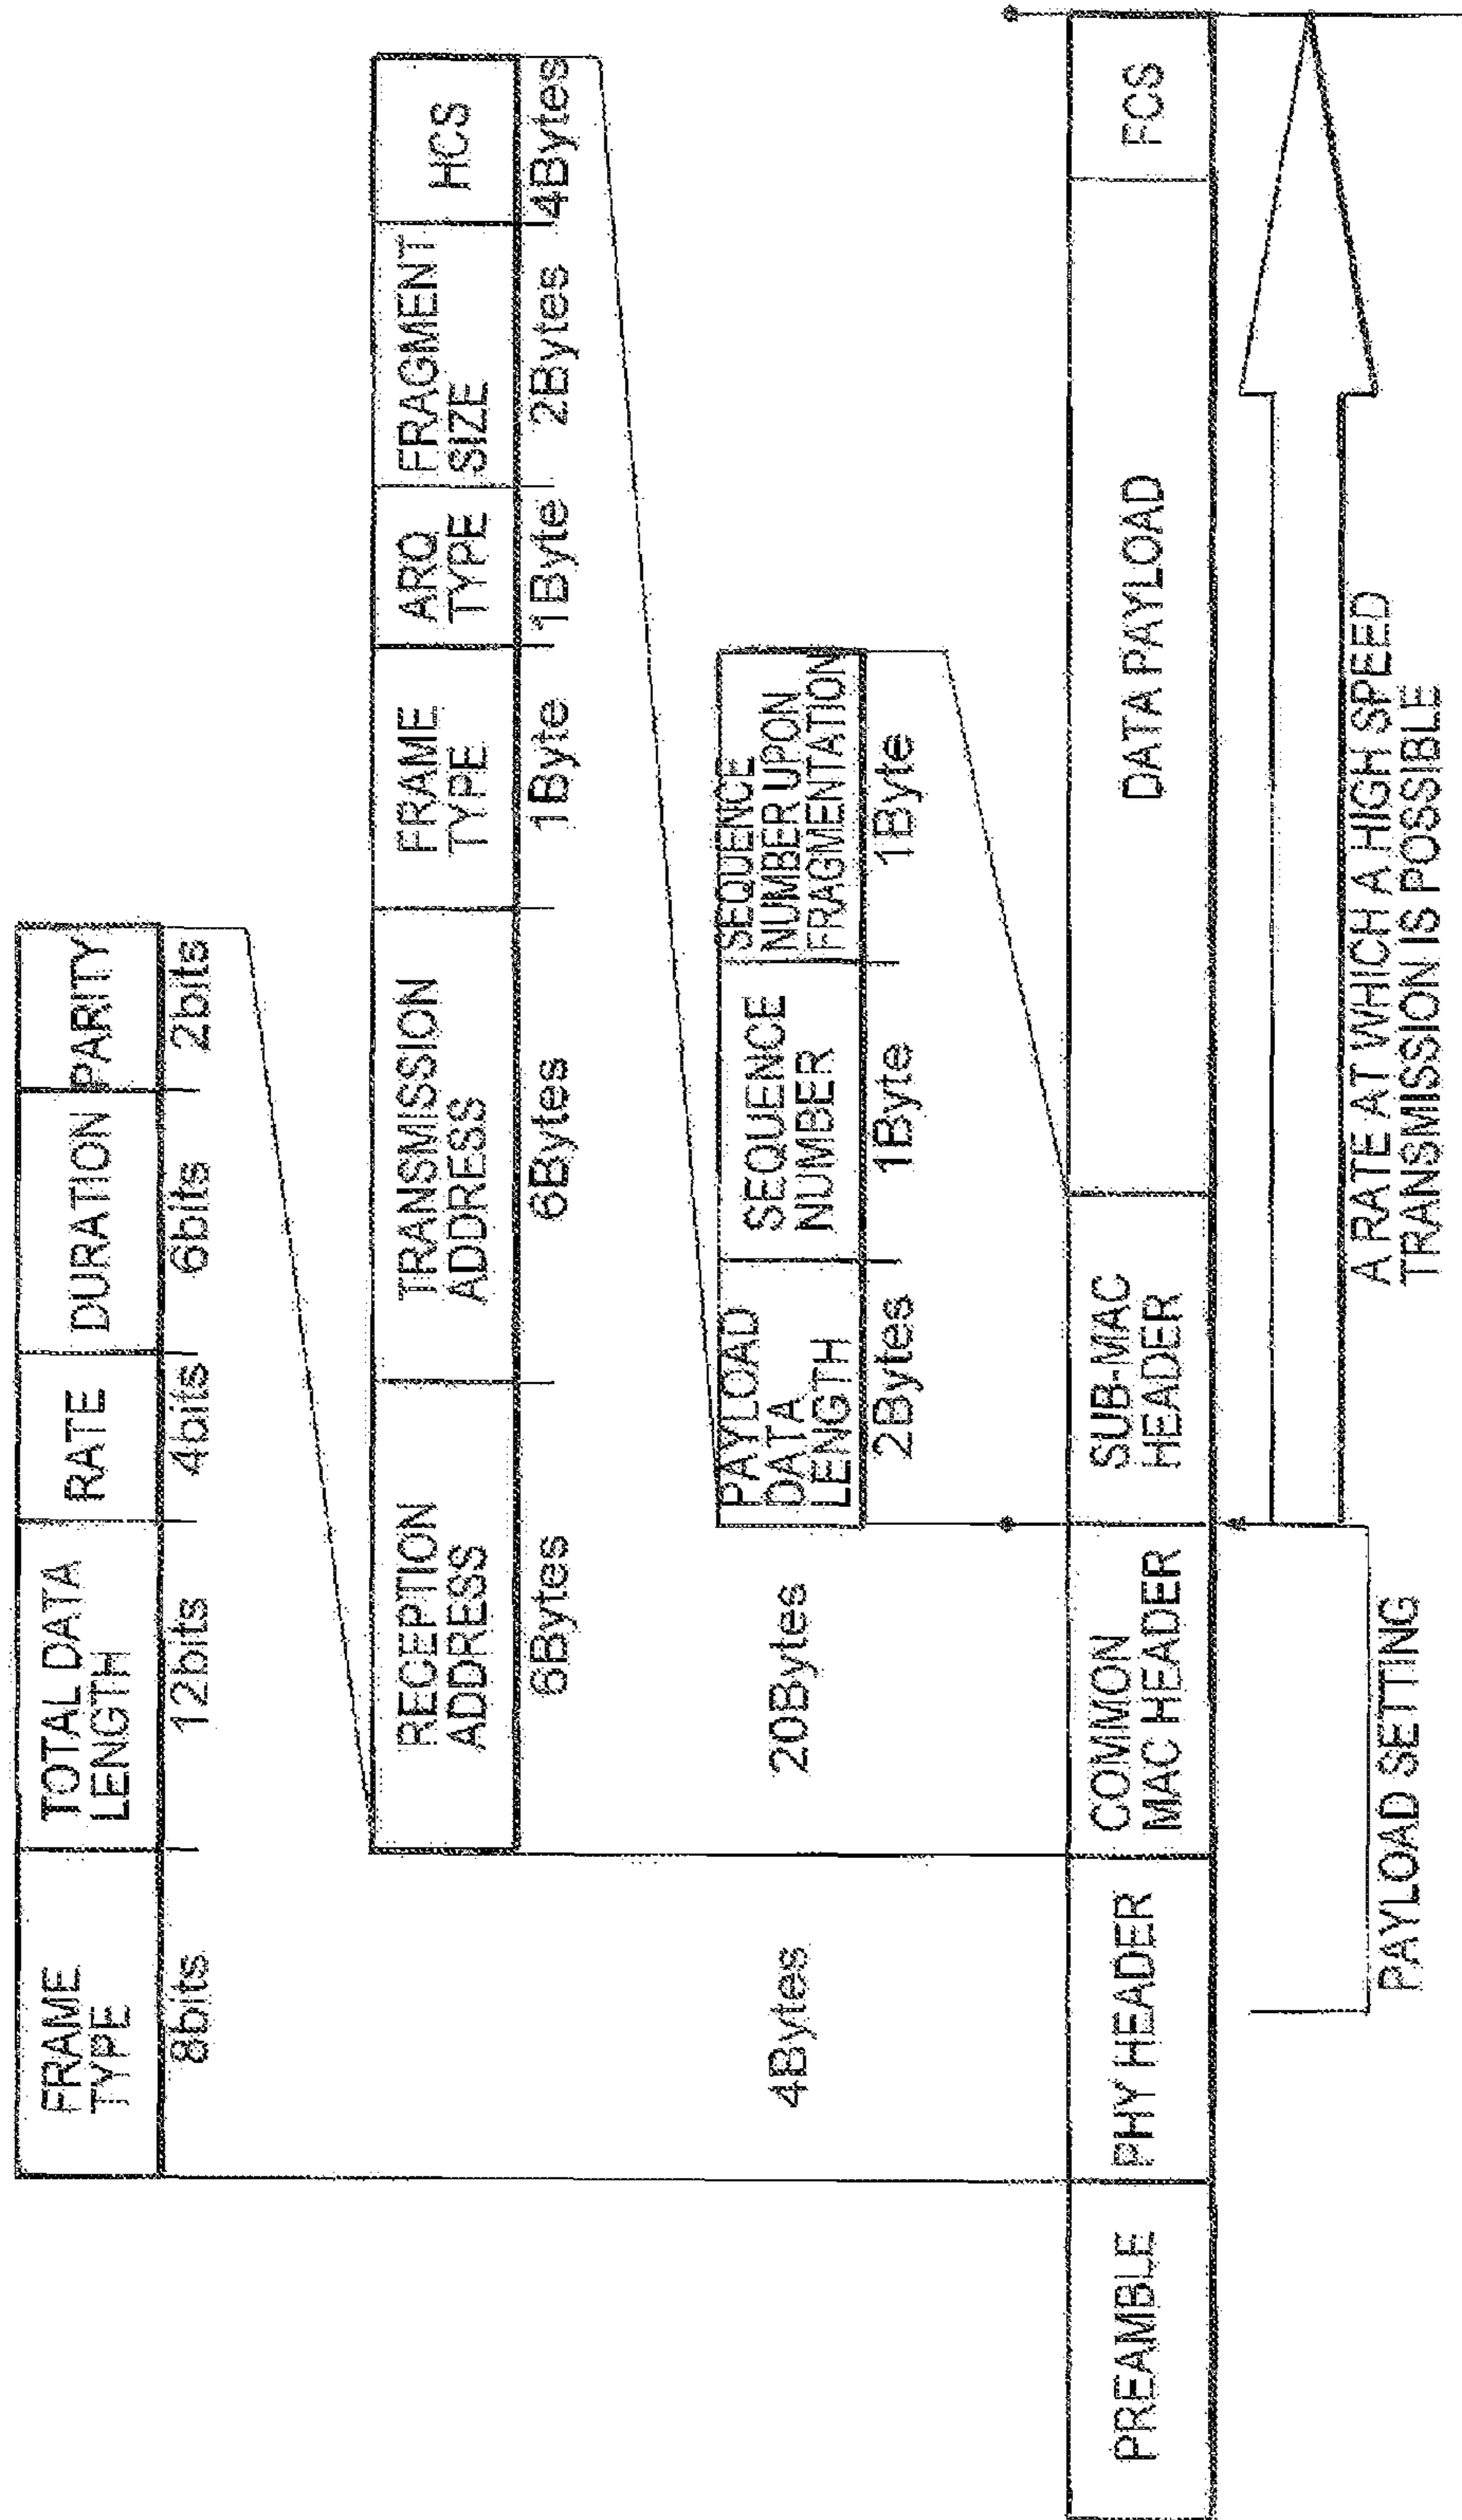 FRAME
TYPE
TOTAL DATA
LENGTH
RATE
DURATION
PARITY
8bits
12bits
4bits
6bits
2bits
RECEPTION
ADDRESS
TRANSMISSION
ADDRESS
FRAME
TYPE
ARQ
TYPE
FRAGMENT
SIZE
HCS
6Bytes
6Bytes
1Byte
1Byte
2Bytes
4Bytes
PAYLOAD
DATA
LENGTH
SEQUENCE
NUMBER
SEQUENCE
NUMBER UPON
FRAGMENTATION
4Bytes
20Bytes
2Bytes
1Byte
1Byte
PREAMBLE
PHY HEADER
COMMON
MAC HEADER
SUB-MAC
HEADER
DATA PAYLOAD
FCS
PAYLOAD SETTING
A RATE AT WHICH A HIGH SPEED
TRANSMISSION IS POSSIBLE